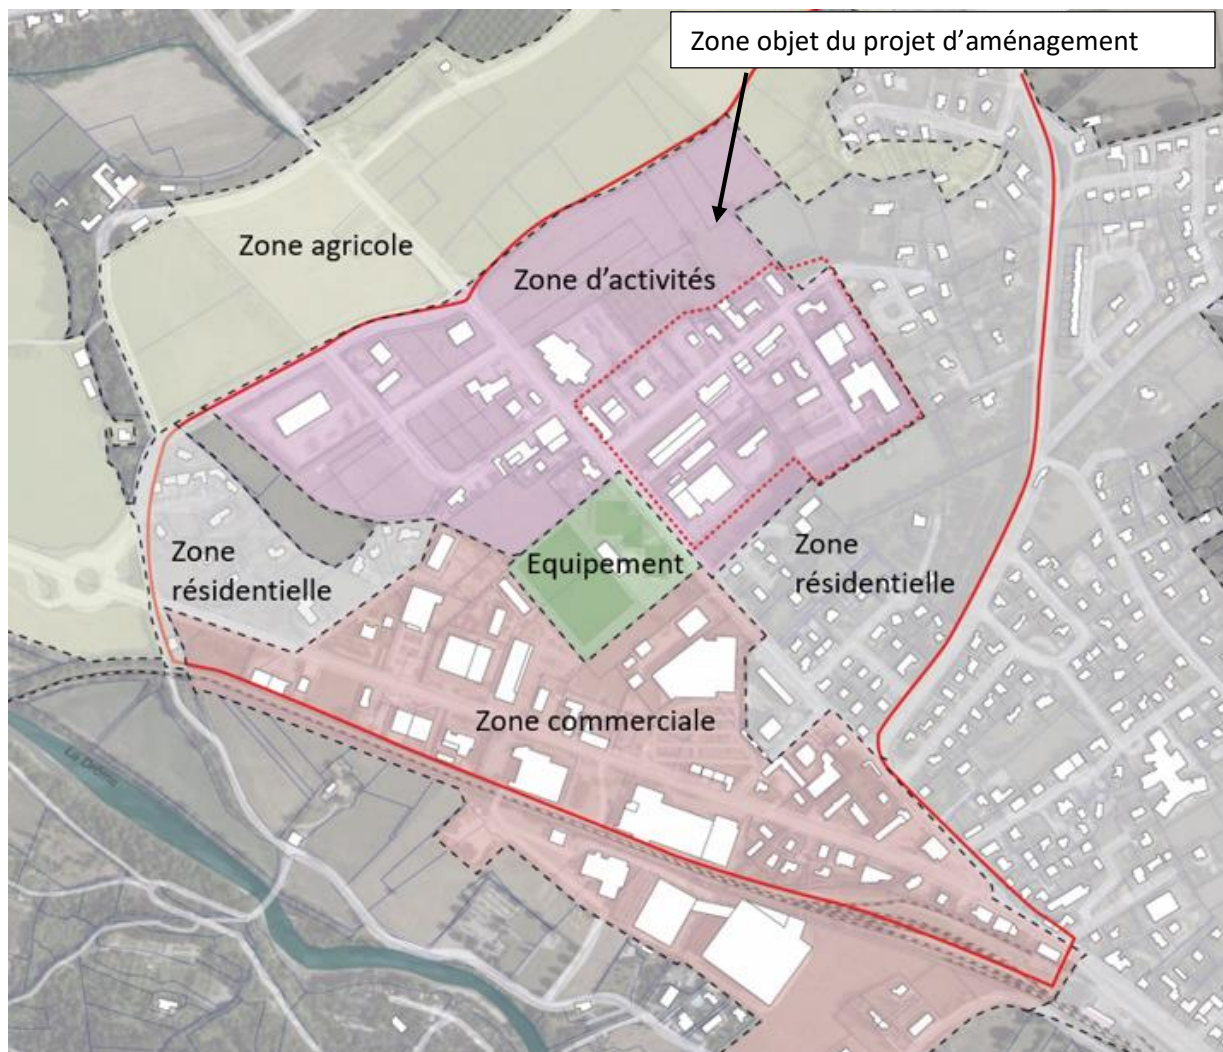 Zone objet du projet d’aménagement
Zone agricole
Zone d’activités
Zone
résidentielle
Equipement
Zone
résidentielle
Zone commerciale